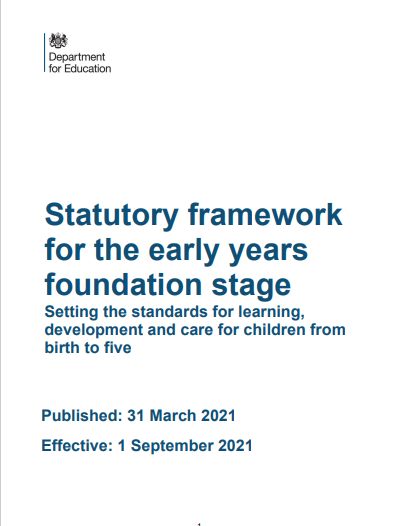 Department
for Education
Statutory framework
for the early years
foundation stage
Setting the standards for learning,
development and care for children from
birth to five
Published: 31 March 2021
Effective: 1 September 2021